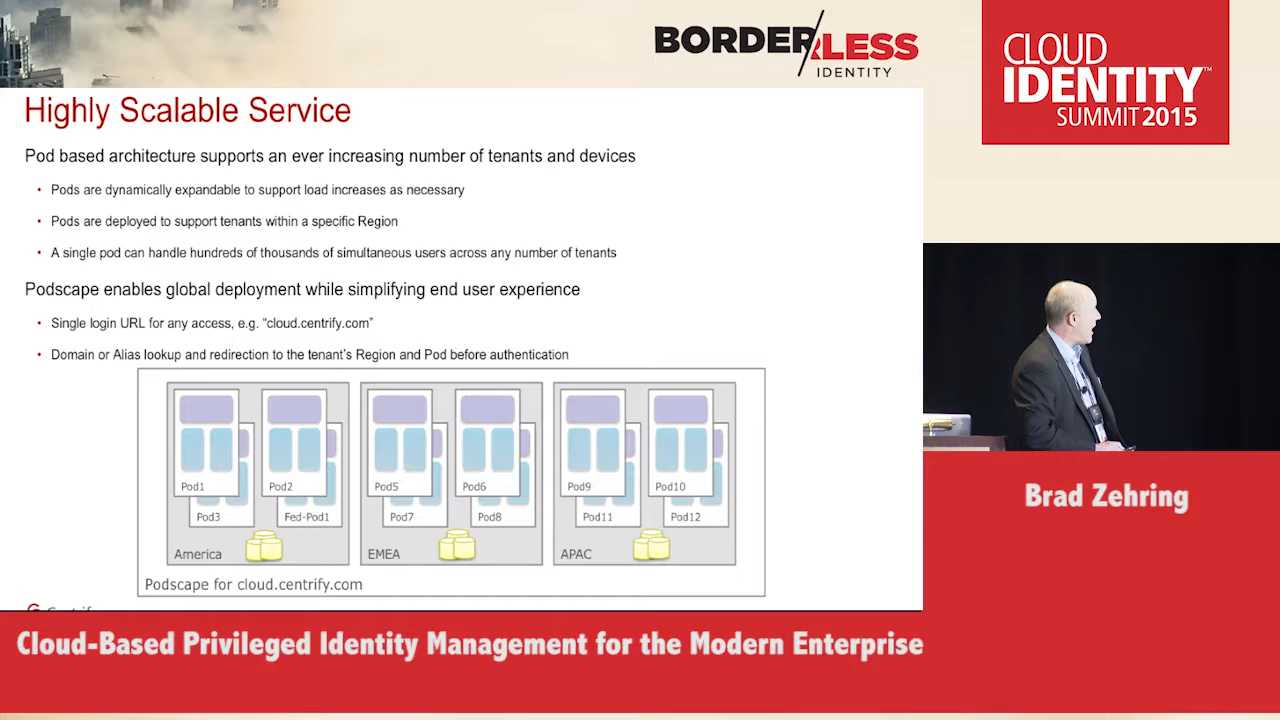 BORDERLESS
IDENTITY
CLOUD
IDENTITY™
SUMMIT 2015
Highly Scalable Service
Pod based architecture supports an ever increasing number of tenants and devices
• Pods are dynamically expandable to support load increases as necessary
• Pods are deployed to support tenants within a specific Region
• A single pod can handle hundreds of thousands of simultaneous users across any number of tenants
Podscape enables global deployment while simplifying end user experience
• Single login URL for any access, e.g. “cloud.centrify.com”
• Domain or Alias lookup and redirection to the tenant’s Region and Pod before authentication
Pod1
Pod2
Pod3
Fed-Pod1
America
Pod5
Pod6
Pod7
Pod8
EMEA
Pod9
Pod10
Pod11
Pod12
APAC
Podscape for cloud.centrify.com
Brad Zehring
Cloud-Based Privileged Identity Management for the Modern Enterprise